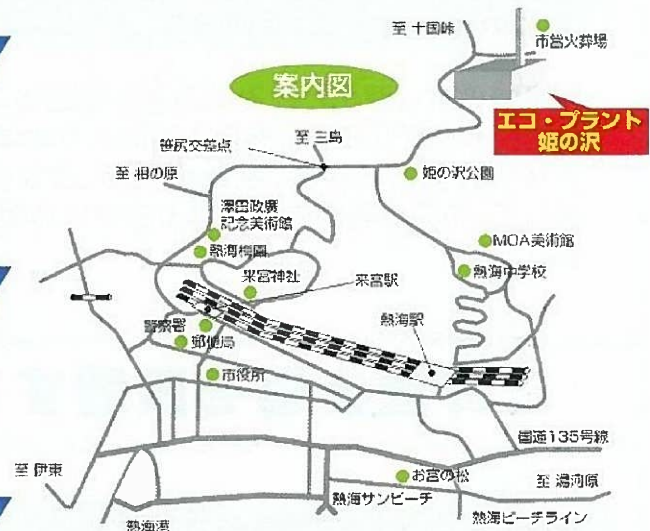 至 十国峠
市営火葬場
案内図
エコ・プラント
姫の沢
至 三島
笹尻交差点
姫の沢公園
至 相の原
澤田政廣
記念美術館
MOA美術館
熱海梅園
熱海中学校
来宮神社
来宮駅
熱海駅
警察署
郵便局
市役所
国道135号線
至 伊東
お宮の松
至 湯河原
熱海サンビーチ
熱海ビーチライン
熱海港